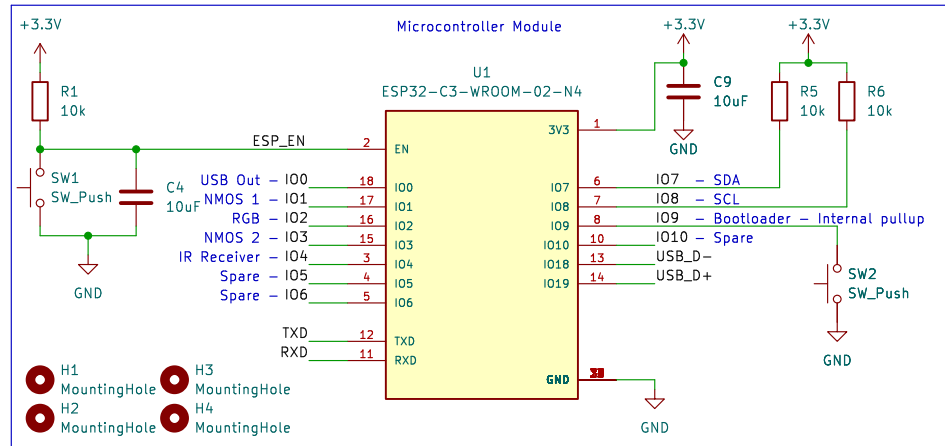 Microcontroller Module
+3.3V
R1
10k
SW1
SW_Push
C4
10uF
GND
ESP_EN
U1
ESP32-C3-WROOM-02-N4
+3.3V
C9
10uF
GND
+3.3V
R5
10k
R6
10k
2 EN
USB Out - IO0 18 IO0
NMOS 1 - IO1 17 IO1
RGB - IO2 16 IO2
NMOS 2 - IO3 15 IO3
IR Receiver - IO4 3 IO4
Spare - IO5 4 IO5
Spare - IO6 5 IO6
TXD 12 TXD
RXD 11 RXD
3V3 1
IO7 6 IO7 - SDA
IO8 7 IO8 - SCL
IO9 8 IO9 - Bootloader - Internal pullup
IO10 10 IO10 - Spare
IO18 13 USB_D-
IO19 14 USB_D+
GND
GND
SW2
SW_Push
GND
H1
MountingHole
H2
MountingHole
H3
MountingHole
H4
MountingHole